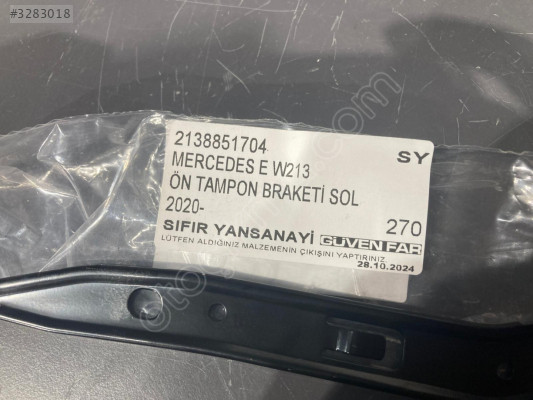 #3283018
2138851704
SY
MERCEDES E W213
ÖN TAMPON BRAKETİ SOL
2020-
270
SIFIR YANSANAYİ GÜVEN FAR
LÜTFEN ALDIĞINIZ MALZEMENİN ÇIKIŞINI YAPTIRINIZ
28.10.2024